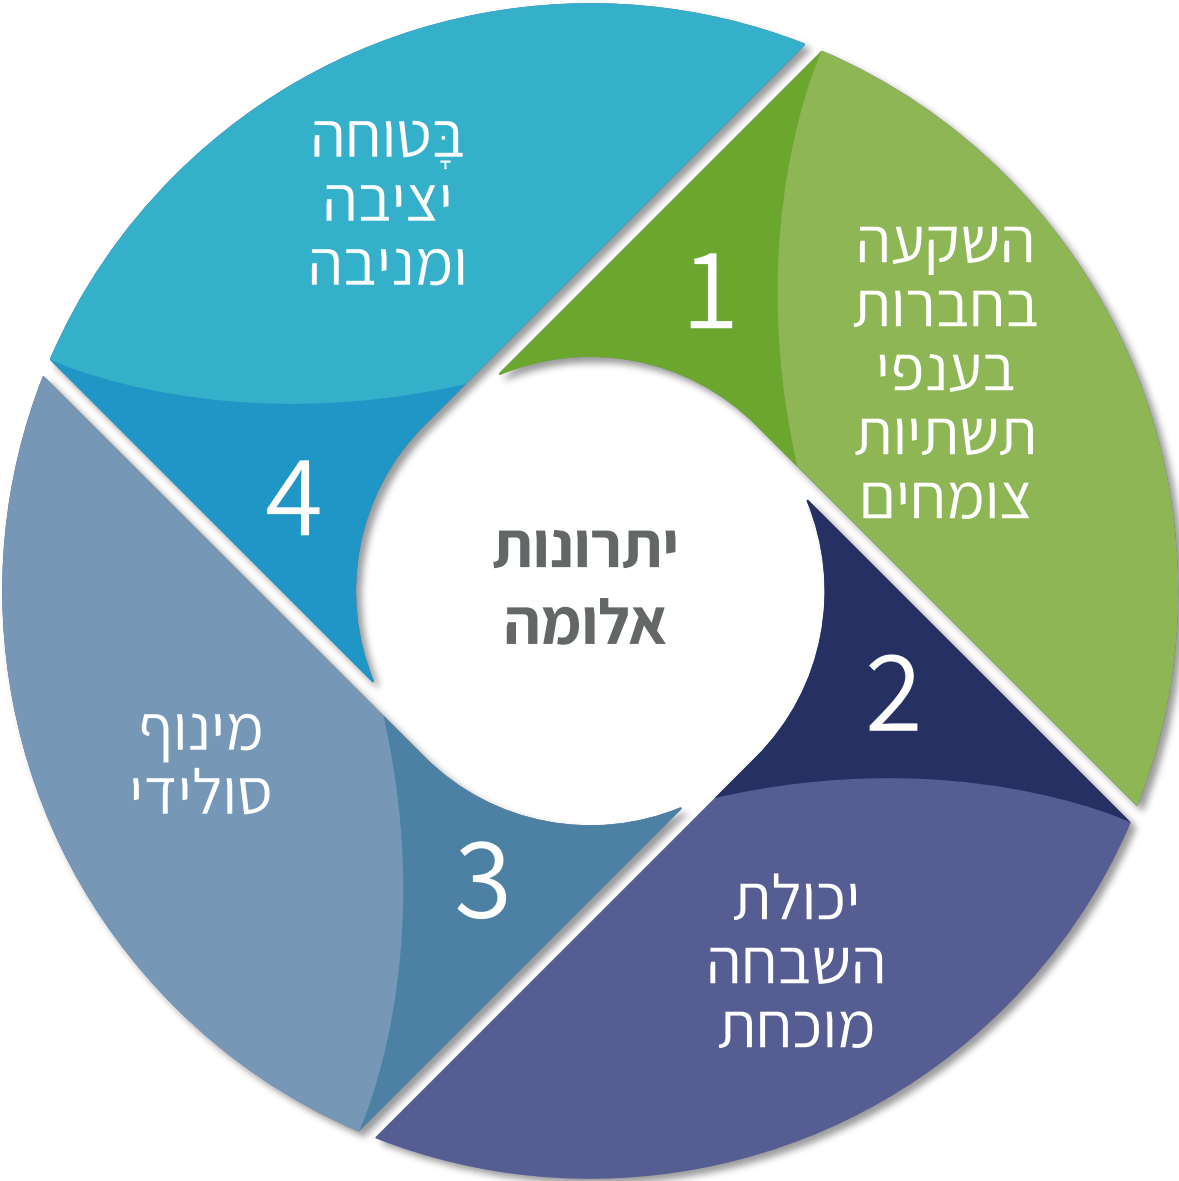 יתרונות
אלומה
1
השקעה
בחברות
בענפי
תשתיות
צומחים
2
יכולת
השבחה
מוכחת
3
מינוף
סולידי
4
בָּטוחה
יציבה
ומניבה